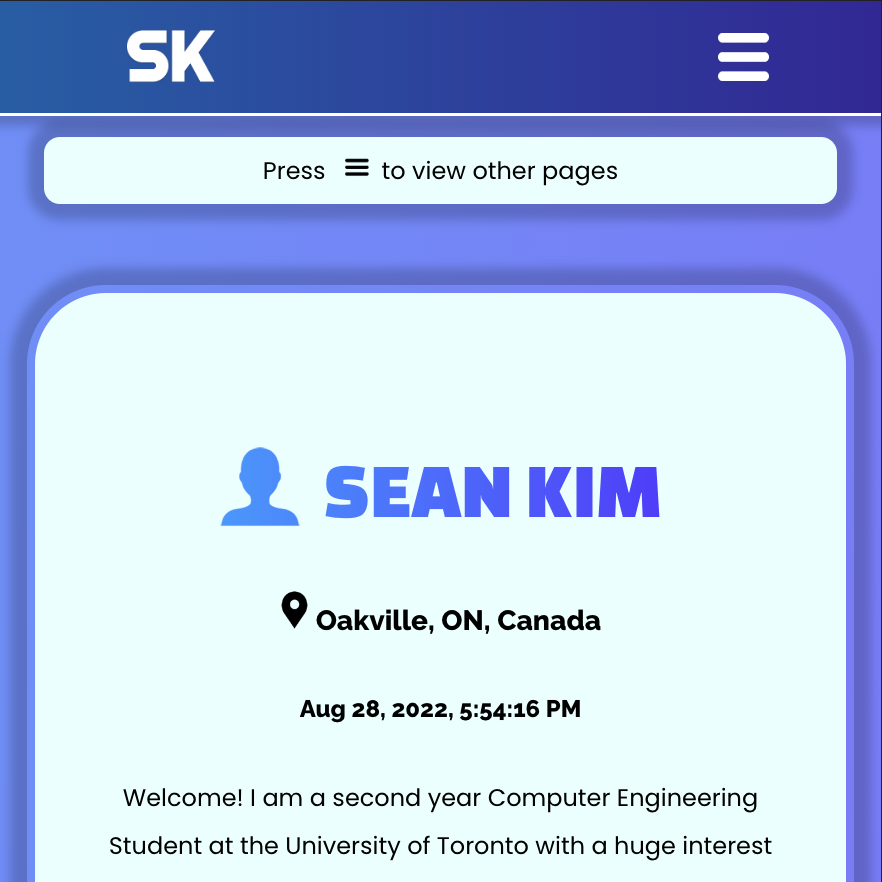 SK
Press to view other pages
SEAN KIM
Oakville, ON, Canada
Aug 28, 2022, 5:54:16 PM
Welcome! I am a second year Computer Engineering
Student at the University of Toronto with a huge interest